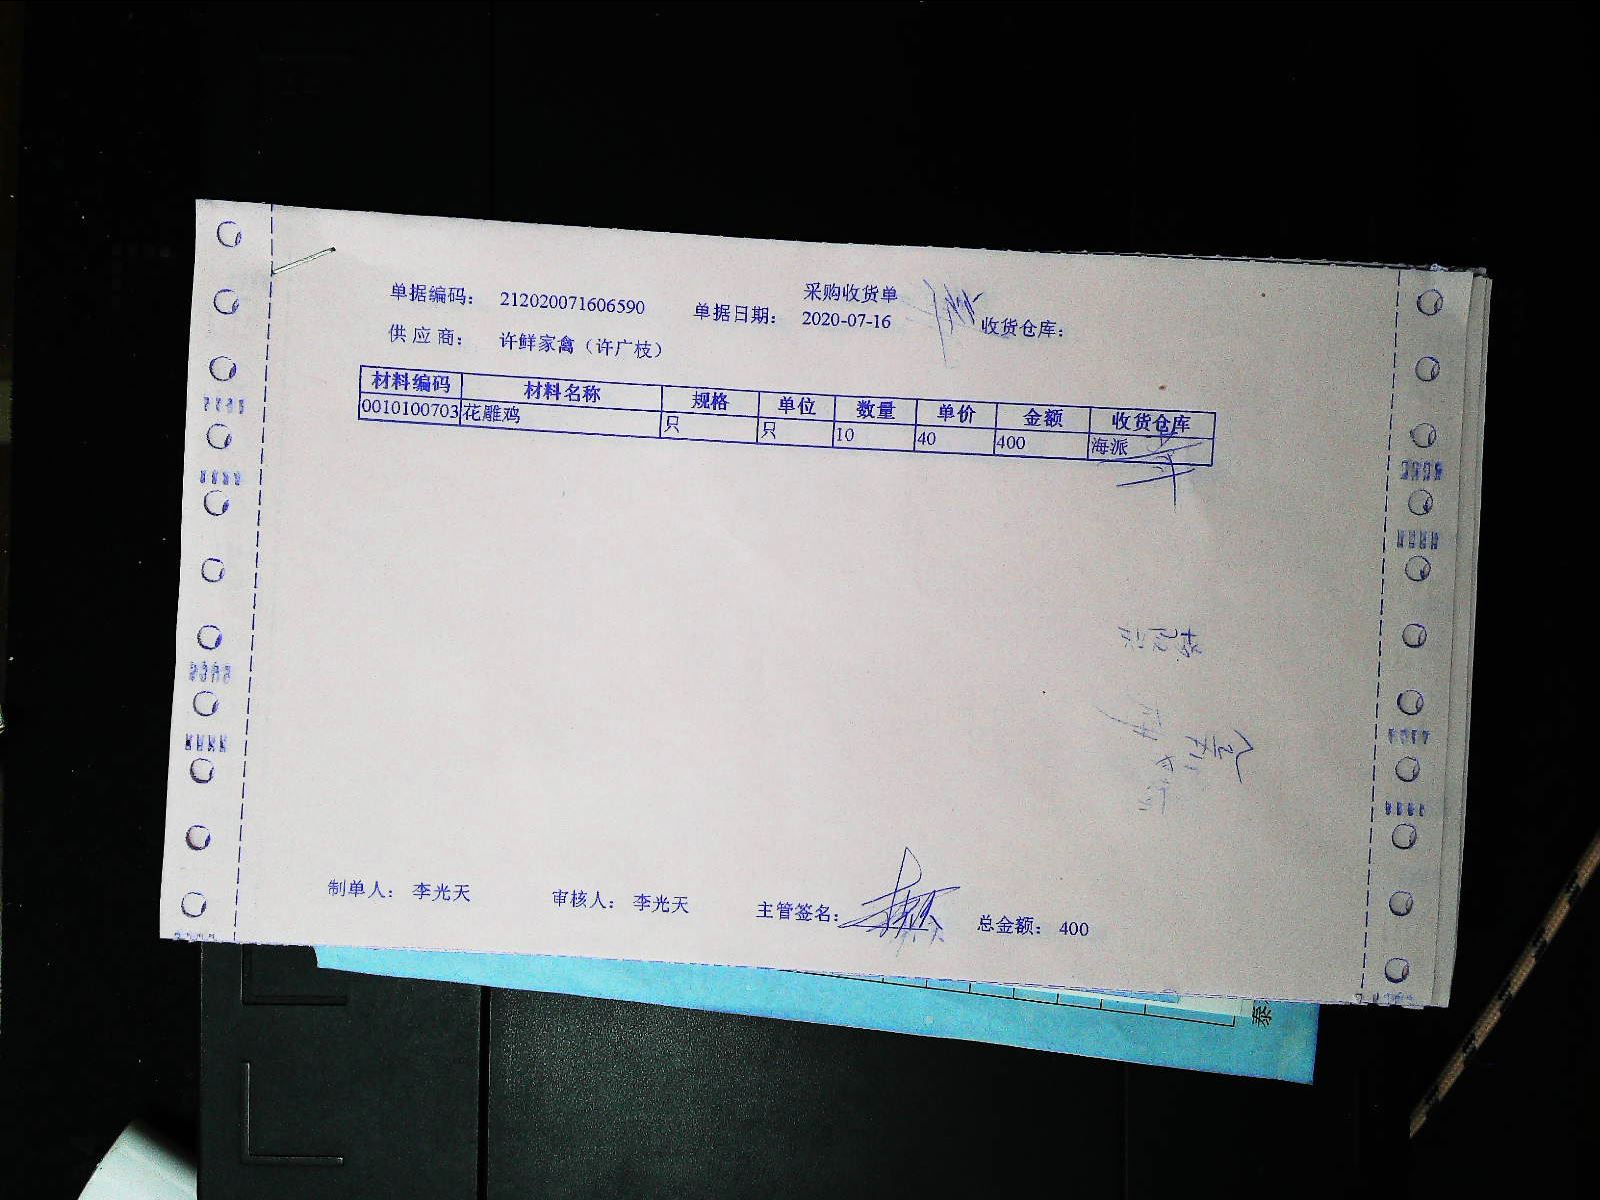 采购收货单
单据编码： 212020071606590 单据日期： 2020-07-16 收货仓库：
供 应 商： 许鲜家禽（许广枝）
材料编码 材料名称 规格 单位 数量 单价 金额 收货仓库
0010100703 花雕鸡 只 只 10 40 400 海派
制单人： 李光天 审核人： 李光天 主管签名： 总金额： 400
泰